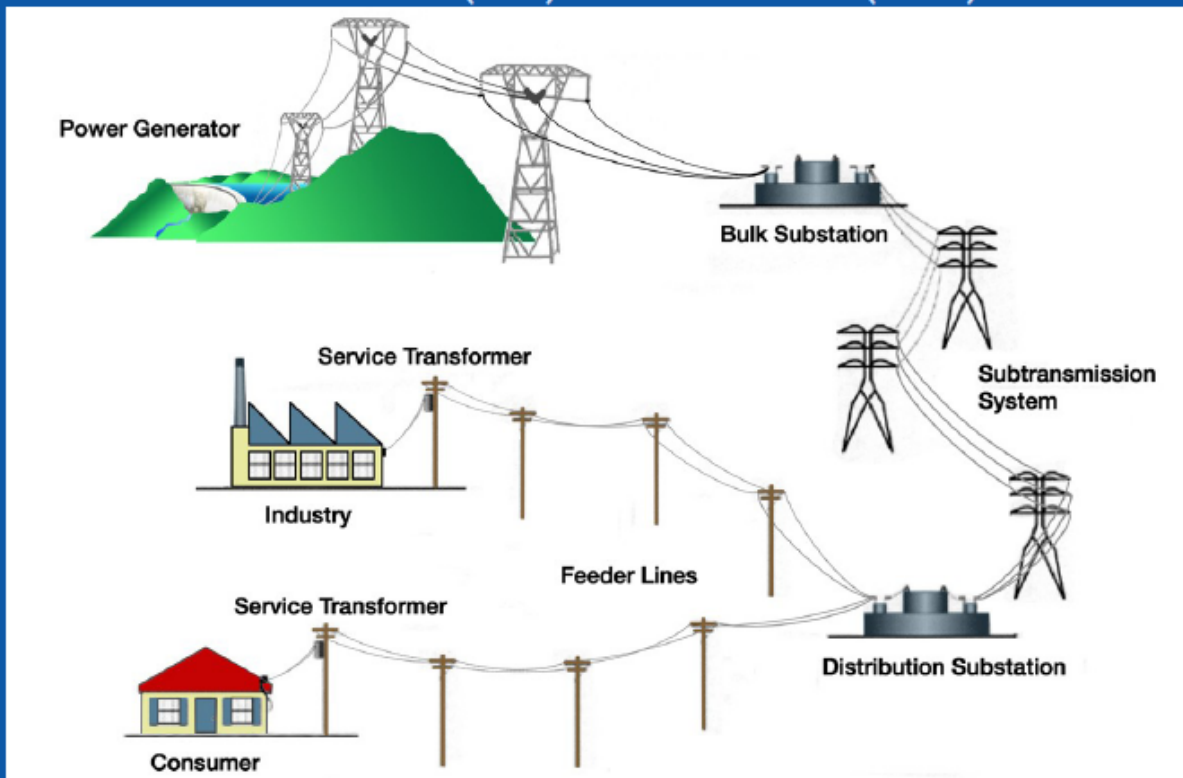 Power Generator
Bulk Substation
Service Transformer
Subtransmission
System
Industry
Feeder Lines
Service Transformer
Distribution Substation
Consumer